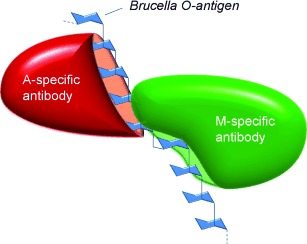 Brucella O-antigen
A-specific
antibody
M-specific
antibody